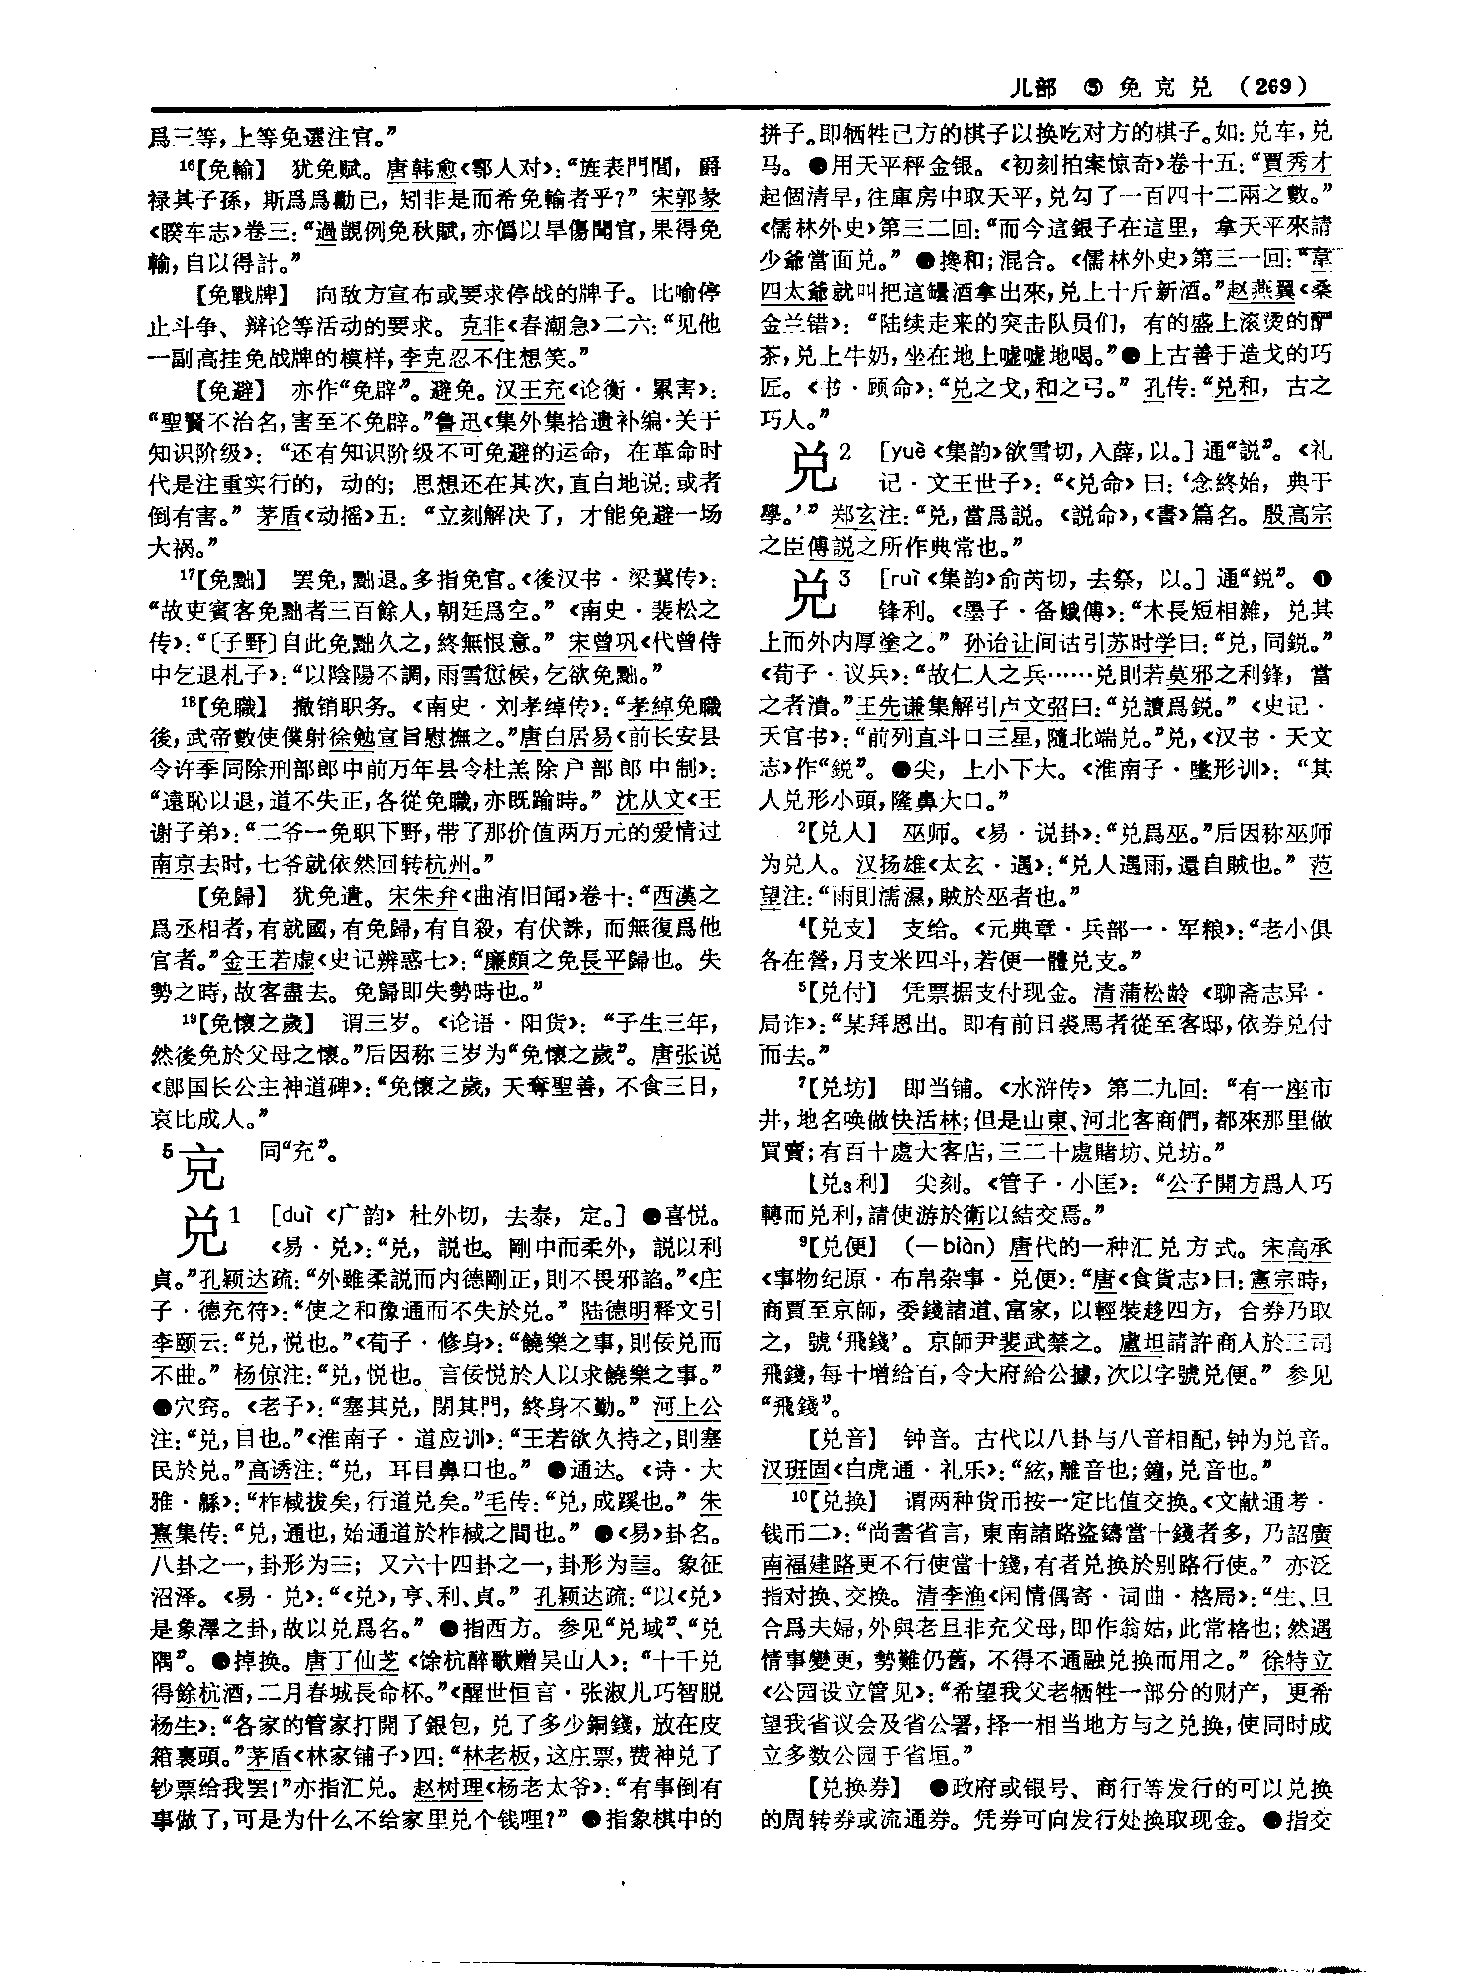 儿部 ⑤ 免 㐬 兑 (269)
爲三等，上等免選注官。”
16【免輸】 犹免赋。唐韩愈《鄠人对》：“旌表門閭，爵
禄其子孫，斯爲爲勸已，矧非是而希免輸者乎？” 宋郭彖
《睽车志》卷三：“過覬例免秋賦，亦僞以旱傷聞官，果得免
輸，自以得計。”
【免戰牌】 向敌方宣布或要求停战的牌子。比喻停
止斗争、辩论等活动的要求。克非《春潮急》二六：“见他
一副高挂免战牌的模样，李克忍不住想笑。”
【免避】 亦作“免辟”。避免。汉王充《论衡·累害》：
“聖賢不治名，害至不免辟。”鲁迅《集外集拾遗补编·关于
知识阶级》：“还有知识阶级不可免避的运命，在革命时
代是注重实行的，动的；思想还在其次，直白地说：或者
倒有害。” 茅盾《动摇》五：“立刻解决了，才能免避一场
大祸。”
17【免黜】 罢免，黜退。多指免官。《後汉书·梁冀传》：
“故吏賓客免黜者三百餘人，朝廷爲空。”《南史·裴松之
传》：“〔子野〕自此免黜久之，終無恨意。” 宋曾巩《代曾侍
中乞退札子》：“以陰陽不調，雨雪愆候，乞欲免黜。”
18【免職】 撤销职务。《南史·刘孝绰传》：“孝綽免職
後，武帝數使僕射徐勉宣旨慰撫之。”唐白居易《前长安县
令许季同除刑部郎中前万年县令杜羔除户部郎中制》：
“遠恥以退，道不失正，各從免職，亦既踰時。” 沈从文《王
谢子弟》：“二爷一免职下野，带了那价值两万元的爱情过
南京去时，七爷就依然回转杭州。”
【免歸】 犹免遣。宋朱弁《曲洧旧闻》卷十：“西漢之
爲丞相者，有就國，有免歸，有自殺，有伏誅，而無復爲他
官者。”金王若虚《史记辨惑七》：“廉頗之免長平歸也。失
勢之時，故客盡去。免歸即失勢時也。”
19【免懷之歲】 谓三岁。《论语·阳货》：“子生三年，
然後免於父母之懷。”后因称三岁为“免懷之歲”。唐张说
《郎国长公主神道碑》：“免懷之歲，天奪聖善，不食三日，
哀比成人。”
5㐬 同“充”。
兑1 [duì《广韵》杜外切，去泰，定。] ❶喜悦。
《易·兑》：“兑，説也。剛中而柔外，説以利
貞。”孔颖达疏：“外雖柔説而内德剛正，則不畏邪諂。”《庄
子·德充符》：“使之和豫通而不失於兑。” 陆德明释文引
李颐云：“兑，悦也。”《荀子·修身》：“饒樂之事，則佞兑而
不曲。” 杨倞注：“兑，悦也。言佞悦於人以求饒樂之事。”
❷穴窍。《老子》：“塞其兑，閉其門，終身不勤。” 河上公
注：“兑，目也。”《淮南子·道应训》：“王若欲久持之，則塞
民於兑。”高诱注：“兑，耳目鼻口也。” ❸通达。《诗·大
雅·緜》：“柞棫拔矣，行道兑矣。”毛传：“兑，成蹊也。” 朱
熹集传：“兑，通也，始通道於柞棫之間也。” ❹《易》卦名。
八卦之一，卦形为☱；又六十四卦之一，卦形为䷹。象征
沼泽。《易·兑》：“《兑》，亨、利、貞。” 孔颖达疏：“以《兑》
是象澤之卦，故以兑爲名。” ❺指西方。参见“兑域”、“兑
隅”。❻掉换。唐丁仙芝《馀杭醉歌赠吴山人》：“十千兑
得餘杭酒，二月春城長命杯。”《醒世恒言·张淑儿巧智脱
杨生》：“各家的管家打開了銀包，兑了多少銅錢，放在皮
箱裏頭。”茅盾《林家铺子》四：“林老板，这庄票，费神兑了
钞票给我罢！”亦指汇兑。赵树理《杨老太爷》：“有事倒有
事做了，可是为什么不给家里兑个钱哩？” ❼指象棋中的
拼子。即牺牲己方的棋子以换吃对方的棋子。如：兑车，兑
马。❽用天平秤金银。《初刻拍案惊奇》卷十五：“賈秀才
起個清早，往庫房中取天平，兑勾了一百四十二兩之數。”
《儒林外史》第三二回：“而今這銀子在這里，拿天平來請
少爺當面兑。” ❾搀和；混合。《儒林外史》第三一回：“韋
四太爺就叫把這罎酒拿出來，兑上十斤新酒。”赵燕翼《桑
金兰错》：“陆续走来的突击队员们，有的盛上滚烫的酽
茶，兑上牛奶，坐在地上嘘嘘地喝。”❿上古善于造戈的巧
匠。《书·顾命》：“兑之戈，和之弓。” 孔传：“兑和，古之
巧人。”
兑2 [yuè《集韵》欲雪切，入薛，以。] 通“説”。《礼
记·文王世子》：“《兑命》曰：‘念終始，典于
學。’” 郑玄注：“兑，當爲説。《説命》，《書》篇名。殷高宗
之臣傅説之所作典常也。”
兑3 [ruì《集韵》俞芮切，去祭，以。] 通“鋭”。❶
锋利。《墨子·备蛾傅》：“木長短相雜，兑其
上而外内厚塗之。” 孙诒让间诂引苏时学曰：“兑，同鋭。”
《荀子·议兵》：“故仁人之兵……兑則若莫邪之利鋒，當
之者潰。”王先谦集解引卢文弨曰：“兑讀爲鋭。”《史记·
天官书》：“前列直斗口三星，隨北端兑。”兑，《汉书·天文
志》作“鋭”。❷尖，上小下大。《淮南子·墬形训》：“其
人兑形小頭，隆鼻大口。”
2【兑人】 巫师。《易·说卦》：“兑爲巫。”后因称巫师
为兑人。汉扬雄《太玄·遇》：“兑人遇雨，還自賊也。” 范
望注：“雨則濡濕，賊於巫者也。”
4【兑支】 支给。《元典章·兵部一·军粮》：“老小俱
各在營，月支米四斗，若便一體兑支。”
5【兑付】 凭票据支付现金。清蒲松龄《聊斋志异·
局诈》：“某拜恩出。即有前日裘馬者從至客邸，依券兑付
而去。”
7【兑坊】 即当铺。《水浒传》第二九回：“有一座市
井，地名唤做快活林；但是山東、河北客商們，都來那里做
買賣；有百十處大客店，三二十處賭坊、兑坊。”
【兑3利】 尖刻。《管子·小匡》：“公子開方爲人巧
轉而兑利，請使游於衛以結交焉。”
9【兑便】 （—biàn）唐代的一种汇兑方式。宋高承
《事物纪原·布帛杂事·兑便》：“唐《食貨志》曰：憲宗時，
商賈至京師，委錢諸道、富家，以輕裝趍四方，合券乃取
之，號‘飛錢’。京師尹裴武禁之。盧坦請許商人於三司
飛錢，每十增给百，令大府給公據，次以字號兑便。” 参见
“飛錢”。
【兑音】 钟音。古代以八卦与八音相配，钟为兑音。
汉班固《白虎通·礼乐》：“絃，離音也；鐘，兑音也。”
10【兑换】 谓两种货币按一定比值交换。《文献通考·
钱币二》：“尚書省言，東南諸路盗鑄當十錢者多，乃詔廣
南福建路更不行使當十錢，有者兑换於别路行使。” 亦泛
指对换、交换。清李渔《闲情偶寄·词曲·格局》：“生、旦
合爲夫婦，外與老旦非充父母，即作翁姑，此常格也；然遇
情事變更，勢難仍舊，不得不通融兑换而用之。” 徐特立
《公园设立管见》：“希望我父老牺牲一部分的财产，更希
望我省议会及省公署，择一相当地方与之兑换，使同时成
立多数公园于省垣。”
【兑换券】 ❶政府或银号、商行等发行的可以兑换
的周转券或流通券。凭券可向发行处换取现金。❷指交